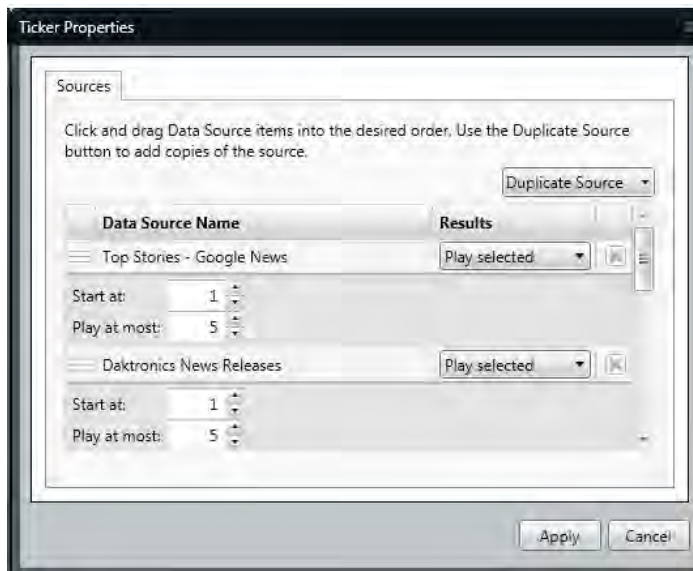 Ticker Properties
Sources
Click and drag Data Source items into the desired order. Use the Duplicate Source
button to add copies of the source.
Duplicate Source
Data Source Name Results
Top Stories - Google News Play selected
Start at: 1
Play at most: 5
Daktronics News Releases Play selected
Start at: 1
Play at most: 5
Apply Cancel